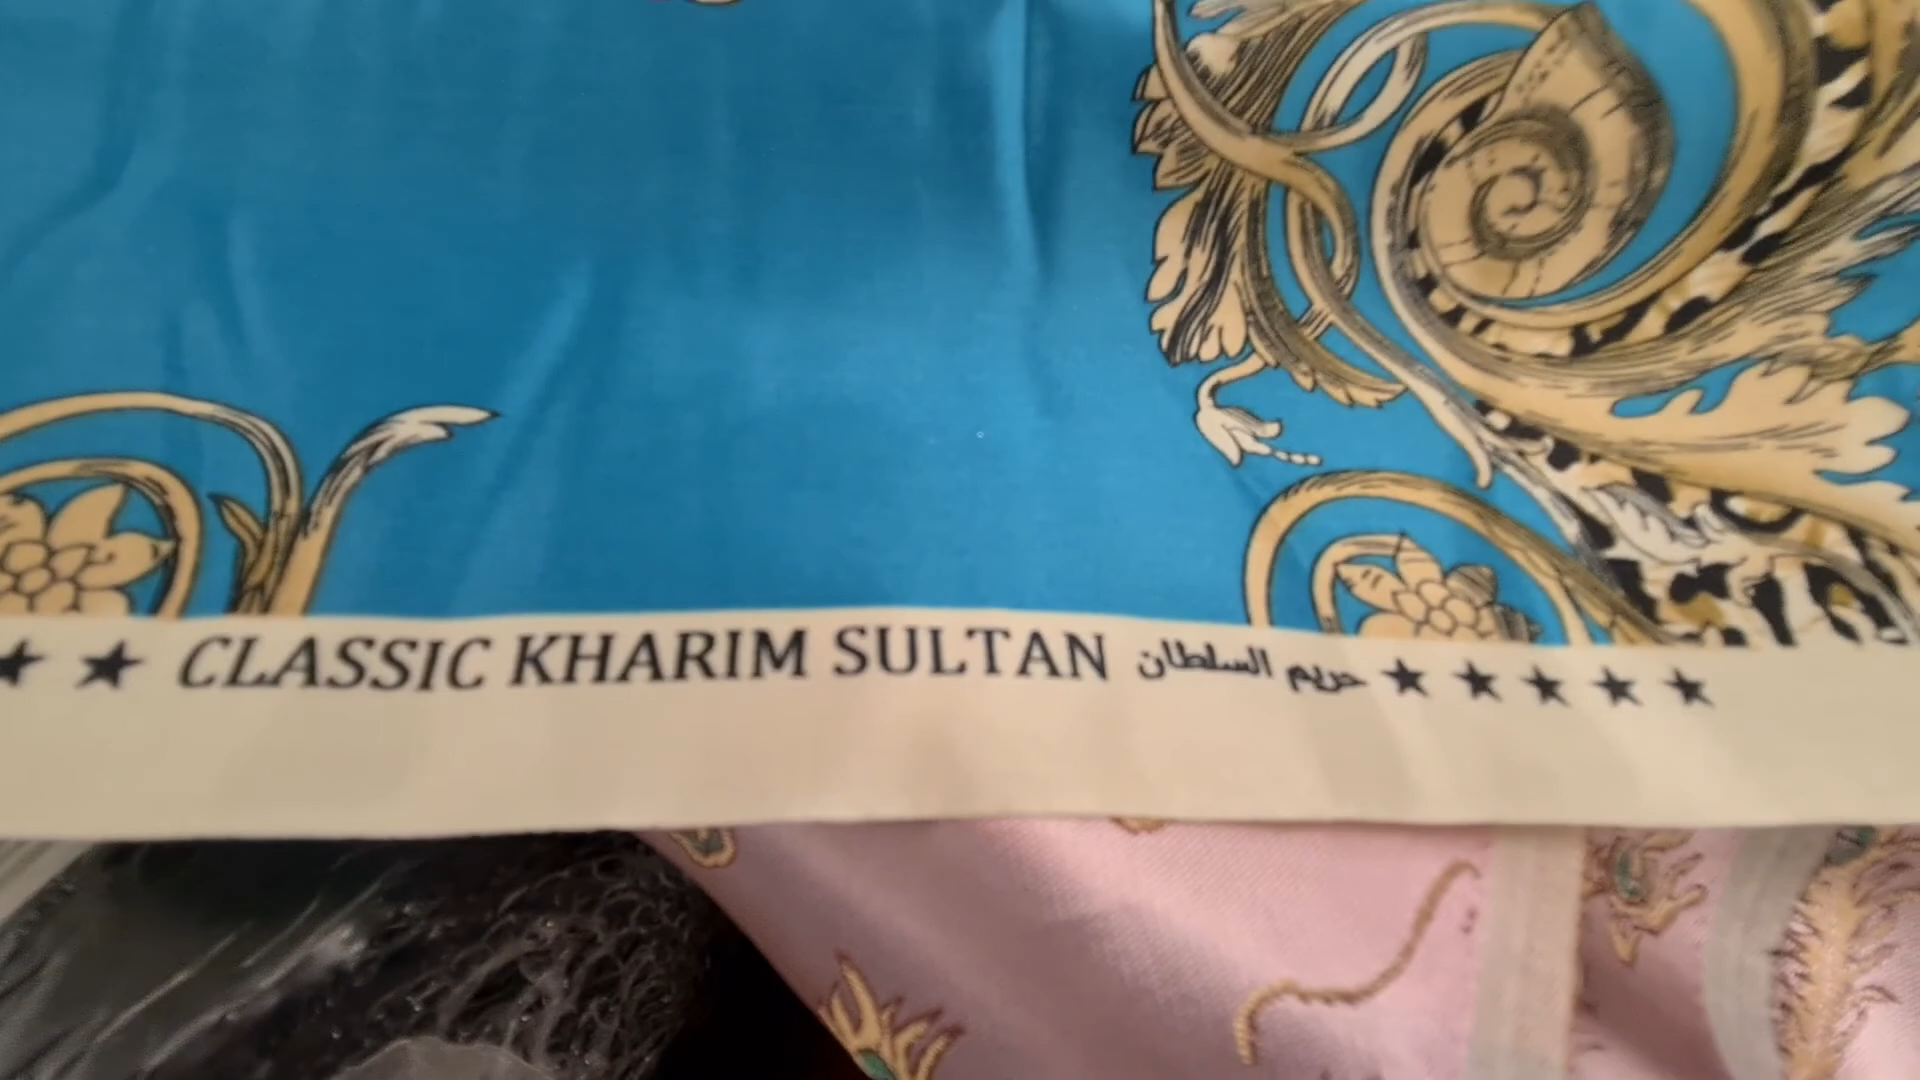 ★ ★ CLASSIC KHARIM SULTAN حريم السلطان ★ ★ ★ ★ ★